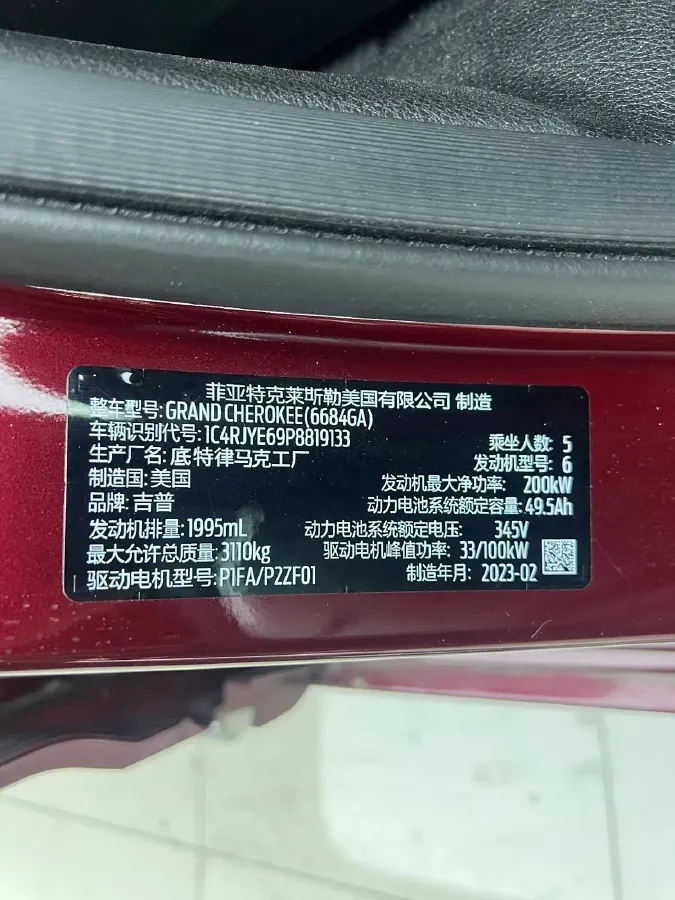 菲亚特克莱斯勒美国有限公司 制造
整车型号: GRAND CHEROKEE(6684GA)
车辆识别代号: 1C4RJYE69P8819133
乘坐人数: 5
生产厂名: 底特律马克工厂
发动机型号: 6
制造国: 美国
发动机最大净功率: 200kW
品牌: 吉普
动力电池系统额定容量: 49.5Ah
发动机排量: 1995mL
动力电池系统额定电压: 345V
最大允许总质量: 3110kg
驱动电机峰值功率: 33/100kW
驱动电机型号: P1FA/P2ZF01
制造年月: 2023-02